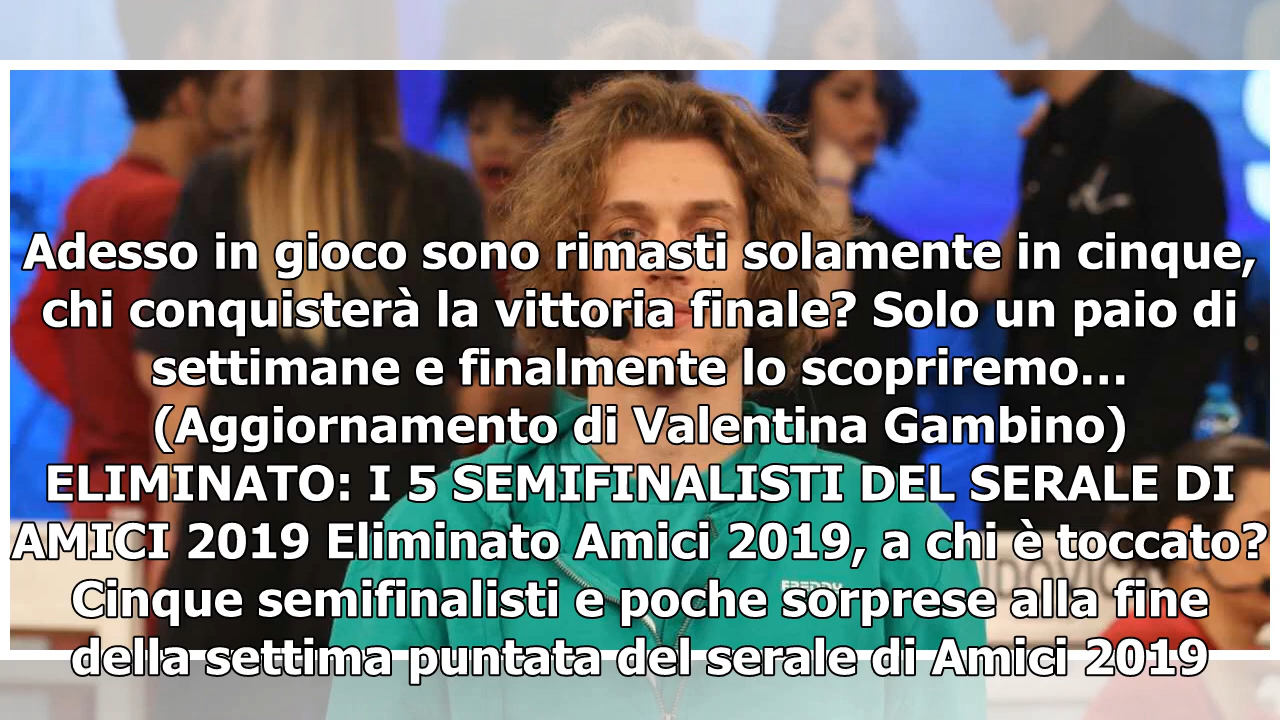 Adesso in gioco sono rimasti solamente in cinque,
chi conquisterà la vittoria finale? Solo un paio di
settimane e finalmente lo scopriremo...
(Aggiornamento di Valentina Gambino)
ELIMINATO: I 5 SEMIFINALISTI DEL SERALE DI
AMICI 2019 Eliminato Amici 2019, a chi è toccato?
FREDDY
Cinque semifinalisti e poche sorprese alla fine
della settima puntata del serale di Amici 2019